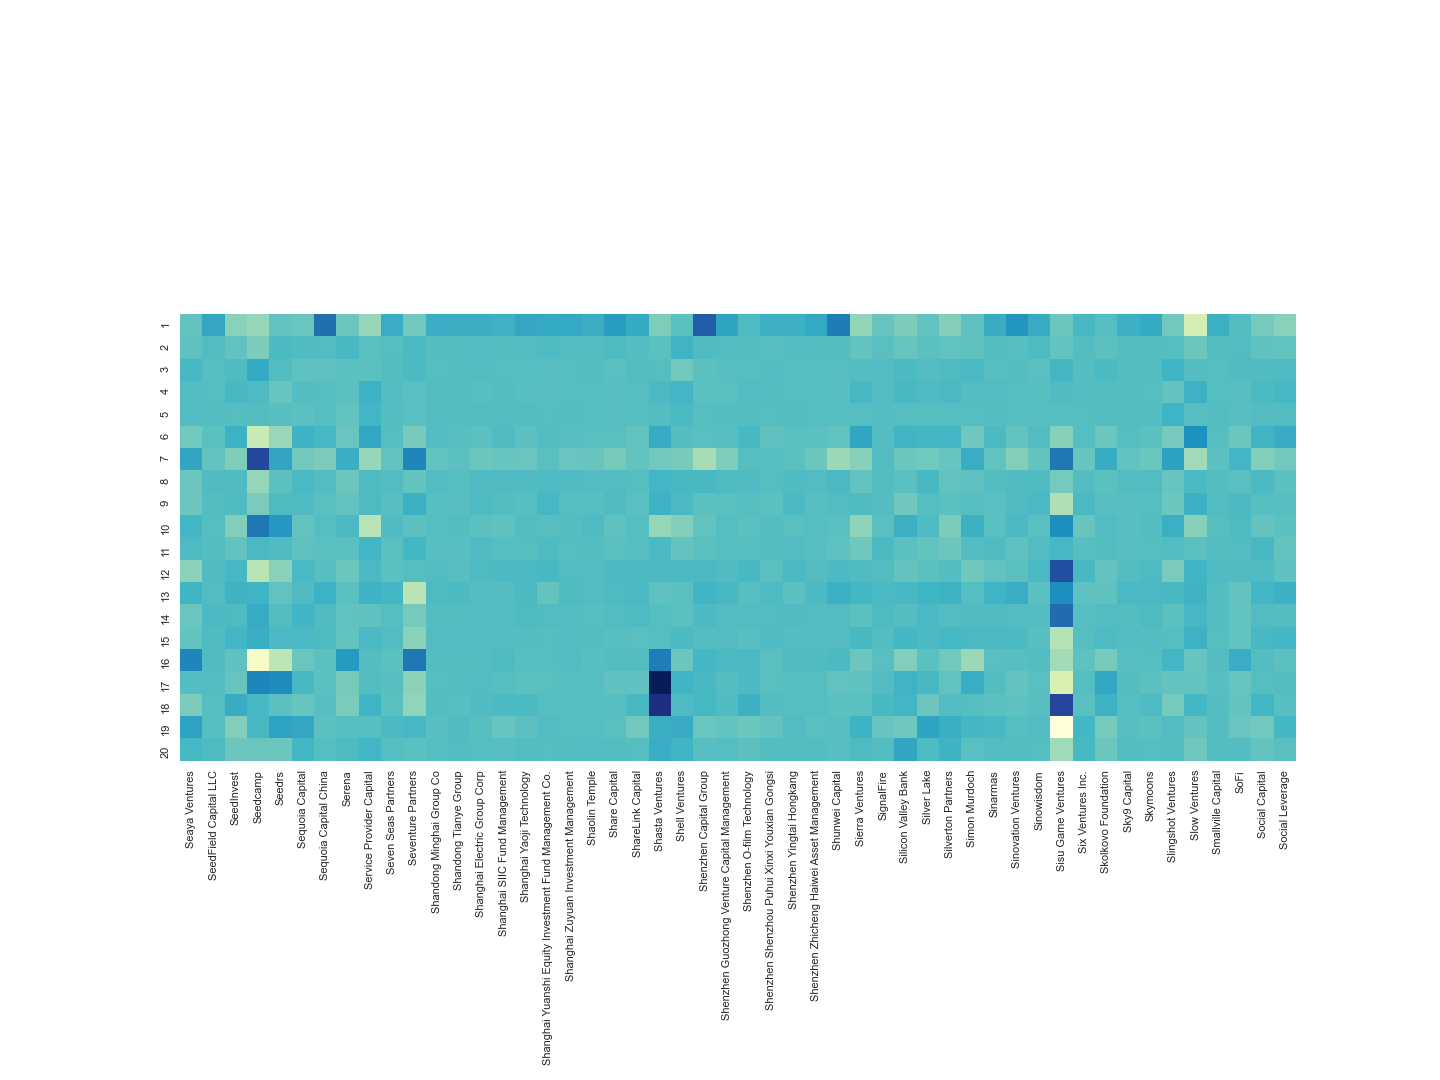 1
2
3
4
5
6
7
8
9
10
11
12
13
14
15
16
17
18
19
20
Seaya Ventures
SeedField Capital LLC
SeedInvest
Seedcamp
Seedrs
Sequoia Capital
Sequoia Capital China
Serena
Service Provider Capital
Seven Seas Partners
Seventure Partners
Shandong Minghai Group Co
Shandong Tianye Group
Shanghai Electric Group Corp
Shanghai SIIC Fund Management
Shanghai Yaoji Technology
Shanghai Yuanshi Equity Investment Fund Management Co.
Shanghai Zuyuan Investment Management
Shaolin Temple
Share Capital
ShareLink Capital
Shasta Ventures
Shell Ventures
Shenzhen Capital Group
Shenzhen Guozhong Venture Capital Management
Shenzhen O-film Technology
Shenzhen Shenzhou Puhui Xinxi Youxian Gongsi
Shenzhen Yingtai Hongkang
Shenzhen Zhicheng Haiwei Asset Management
Shunwei Capital
Sierra Ventures
SignalFire
Silicon Valley Bank
Silver Lake
Silverton Partners
Simon Murdoch
Sinarmas
Sinovation Ventures
Sinowisdom
Sisu Game Ventures
Six Ventures Inc.
Skolkovo Foundation
Sky9 Capital
Skymoons
Slingshot Ventures
Slow Ventures
Smallville Capital
SoFi
Social Capital
Social Leverage